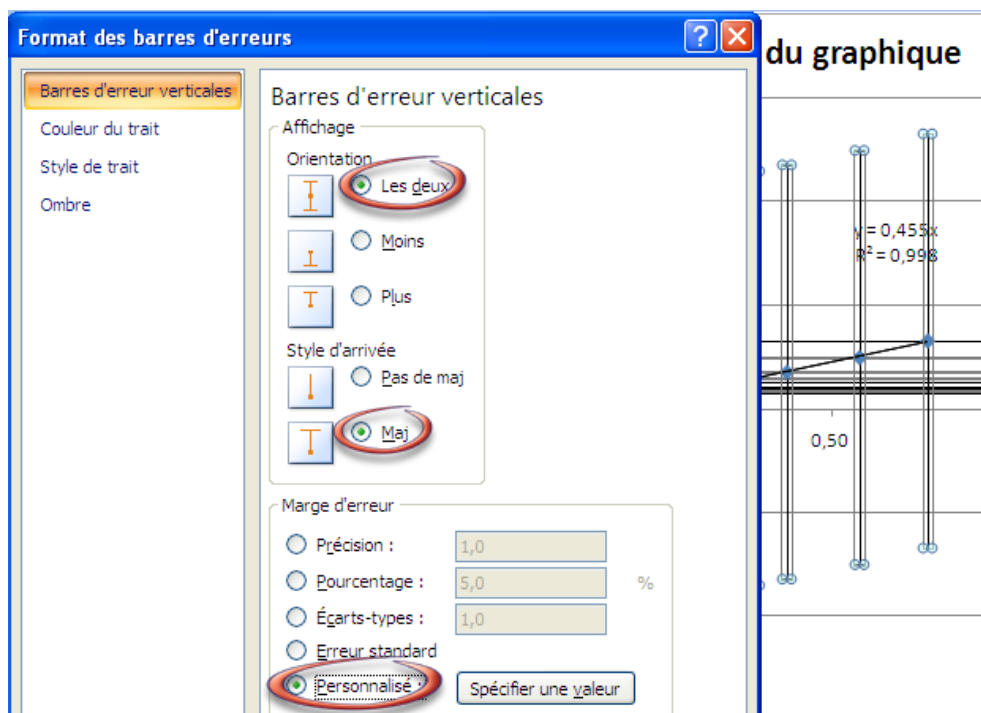 Format des barres d'erreurs
?
Barres d'erreur verticales
Couleur du trait
Style de trait
Ombre
Barres d'erreur verticales
Affichage
Orientation
Les deux
Moins
Plus
Style d'arrivée
Pas de maj
Maj
Marge d'erreur
Précision :
1,0
Pourcentage :
5,0
%
Écarts-types :
1,0
Erreur standard
Personnalisé :
Spécifier une valeur
du graphique
y = 0,455x
R² = 0,998
0,50